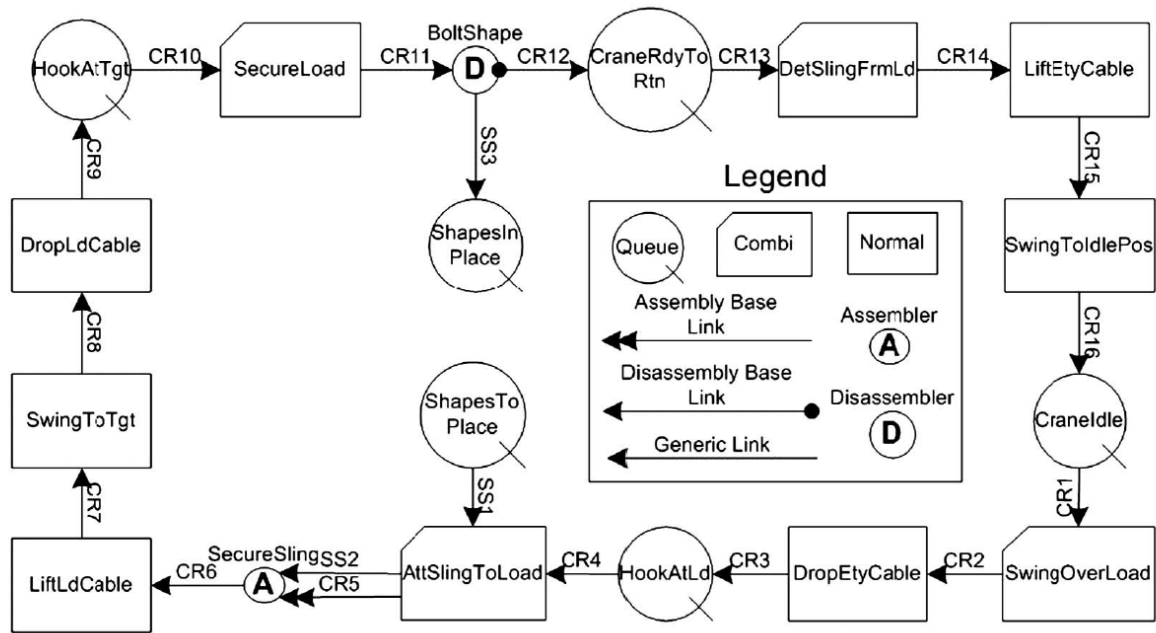 BoltShape
HookAtTgt
CR10
SecureLoad
CR11
D
CR12
CraneRdyTo
Rtn
CR13
DetSlingFrmLd
CR14
LiftEtyCable
CR9
SS3
CR15
Legend
DropLdCable
ShapesIn
Place
Queue
Combi
Normal
SwingToIdlePos
Assembly Base
Link
Assembler
A
CR8
CR16
Disassembly Base
Link
Disassembler
D
SwingToTgt
ShapesTo
Place
CraneIdle
Generic Link
CR7
SS1
CR1
LiftLdCable
CR6
SecureSling
A
SS2
CR5
AttSlingToLoad
CR4
HookAtLd
CR3
DropEtyCable
CR2
SwingOverLoad